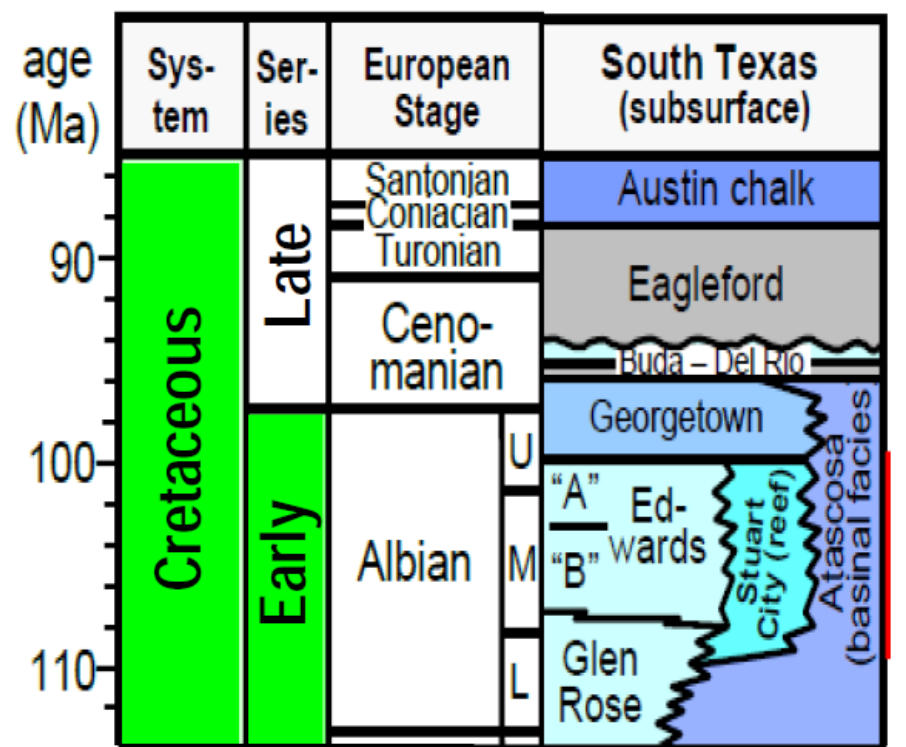 age
(Ma)
Sys-
tem
Ser-
ies
European
Stage
South Texas
(subsurface)
90
100
110
Cretaceous
Late
Early
Santonian
Coniacian
Turonian
Ceno-
manian
Albian
U
M
L
Austin chalk
Eagleford
Buda – Del Rio
Georgetown
“A”
“B”
Ed-
wards
Stuart
City (reef)
Atascosa
(basinal facies)
Glen
Rose